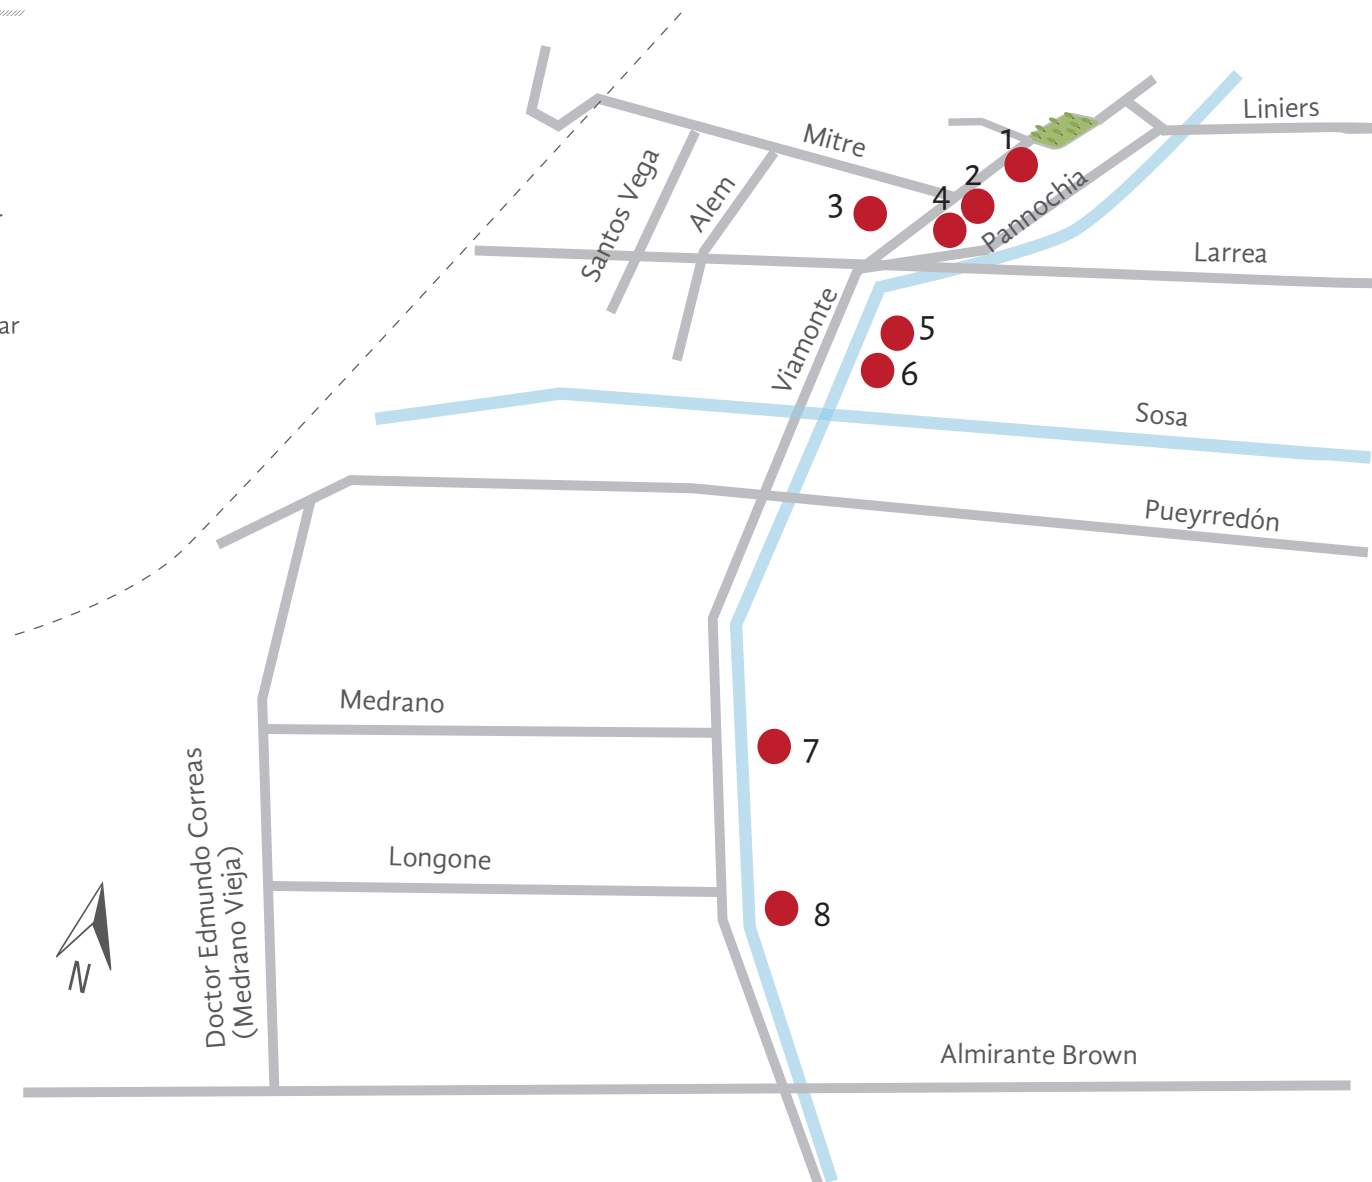 Liniers
Mitre
1
2
Santos Vega
Alem
3
4
Pannochia
Larrea
ar
Viamonte
5
6
Sosa
Pueyrredón
Medrano
7
Doctor Edmundo Correas
(Medrano Vieja)
Longone
8
N
Almirante Brown